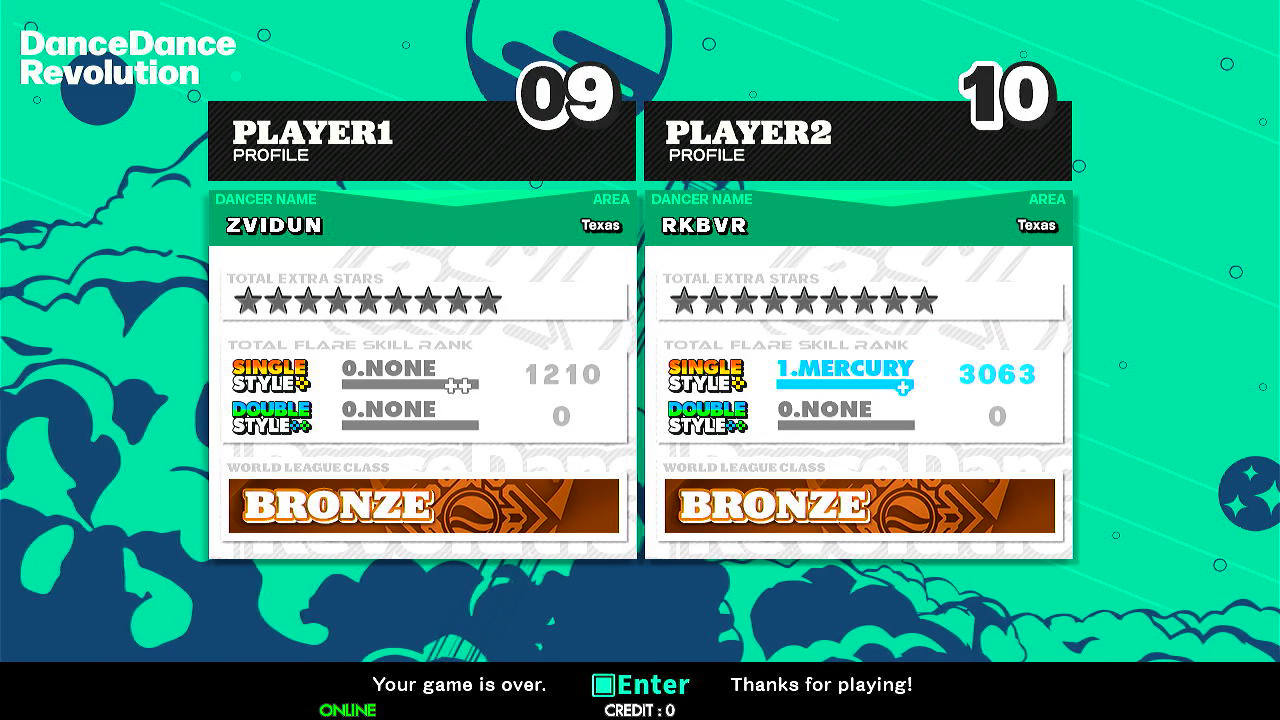 DanceDance
Revolution
09
PLAYER1
PROFILE
DANCER NAME AREA
ZVIDUN Texas
TOTAL EXTRA STARS
TOTAL FLARE SKILL RANK
SINGLE STYLE 0.NONE ++ 1210
DOUBLE STYLE 0.NONE 0
WORLD LEAGUE CLASS
BRONZE
10
PLAYER2
PROFILE
DANCER NAME AREA
RKBVR Texas
TOTAL EXTRA STARS
TOTAL FLARE SKILL RANK
SINGLE STYLE 1.MERCURY + 3063
DOUBLE STYLE 0.NONE 0
WORLD LEAGUE CLASS
BRONZE
Your game is over. Enter Thanks for playing!
ONLINE CREDIT : 0